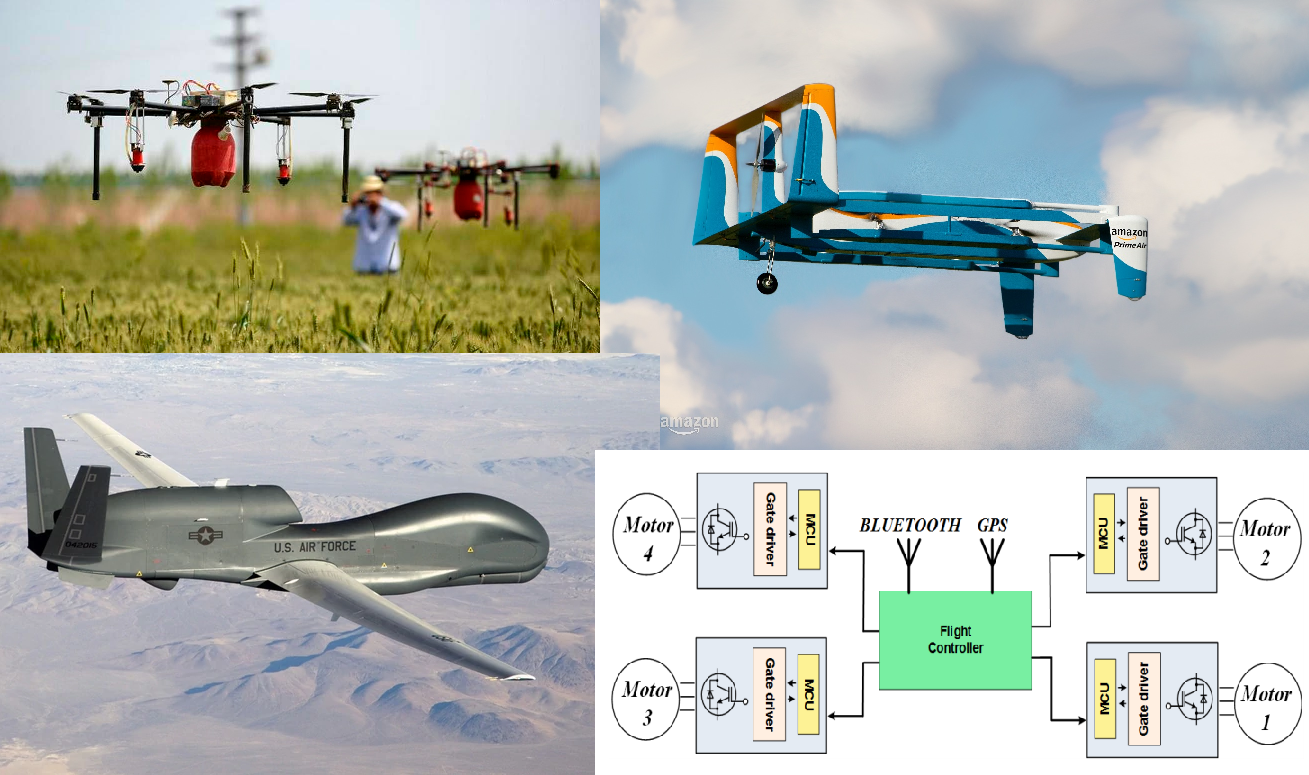 amazon
PrimeAir
amazon
U.S. AIR FORCE
042015
Motor
4
Gate driver
MCU
BLUETOOTH
GPS
MCU
Gate driver
Motor
2
Flight
Controller
Motor
3
Gate driver
MCU
MCU
Gate driver
Motor
1